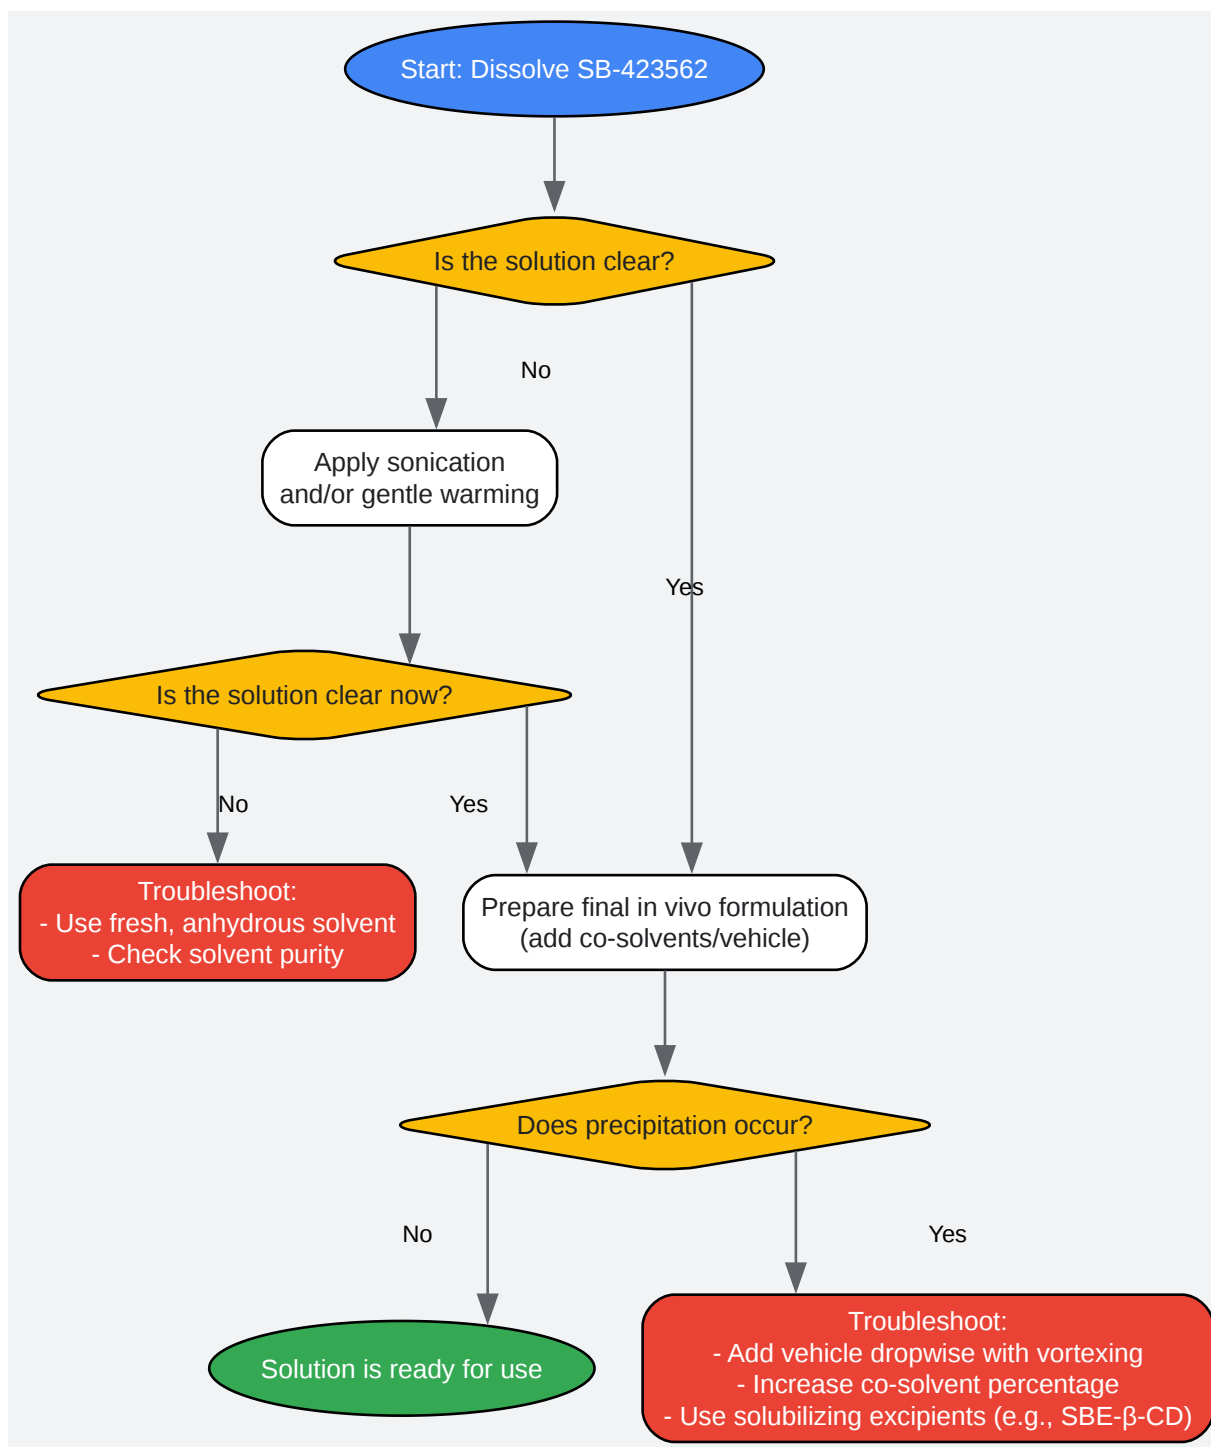 Start: Dissolve SB-423562
Is the solution clear?
No
Apply sonication
and/or gentle warming
Yes
Is the solution clear now?
No
Yes
Troubleshoot:
- Use fresh, anhydrous solvent
- Check solvent purity
Prepare final in vivo formulation
(add co-solvents/vehicle)
Does precipitation occur?
No
Yes
Solution is ready for use
Troubleshoot:
- Add vehicle dropwise with vortexing
- Increase co-solvent percentage
- Use solubilizing excipients (e.g., SBE-β-CD)